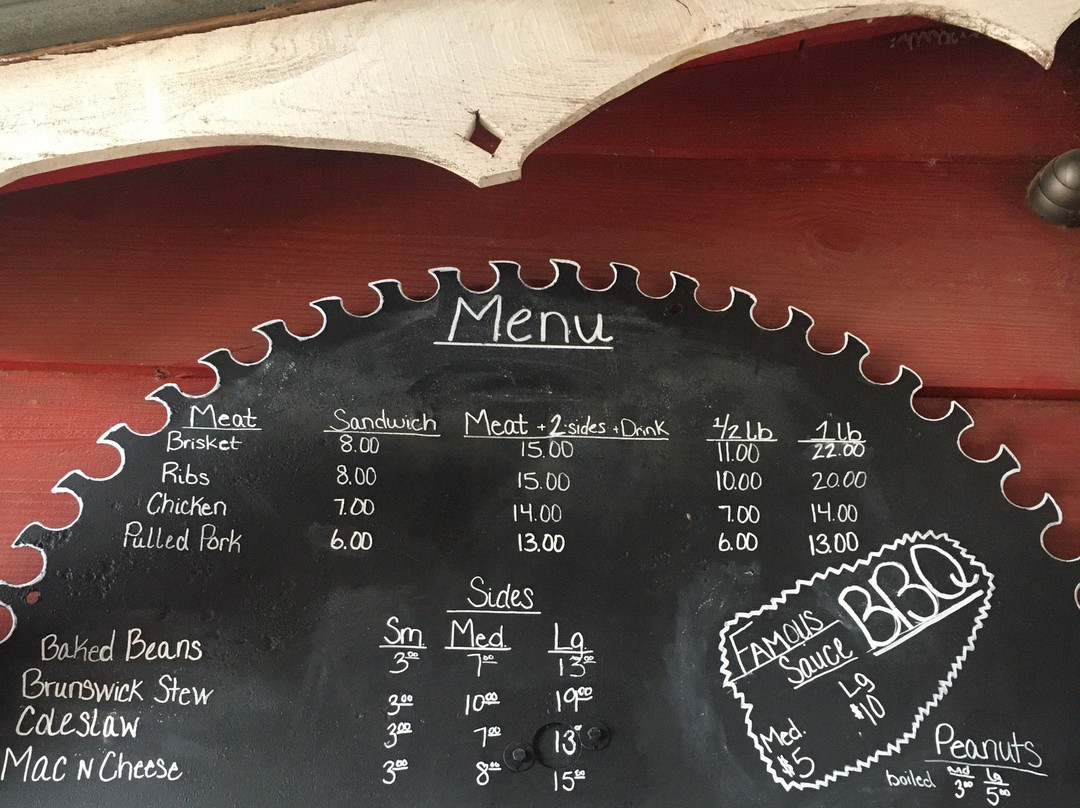 Menu
Meat Sandwich Meat + 2 sides + Drink 1/2 Lb 1 Lb
Brisket 8.00 15.00 11.00 22.00
Ribs 8.00 15.00 10.00 20.00
Chicken 7.00 14.00 7.00 14.00
Pulled Pork 6.00 13.00 6.00 13.00
Sides
Sm. Med. Lg.
Baked Beans 3.00 7.00 13.00
Brunswick Stew 3.00 10.00 19.00
Coleslaw 3.00 7.00 13.00
Mac N Cheese 3.00 8.00 15.00
Famous BBQ
Sauce
Lg
$10
Med.
$5
Peanuts
Md Lg
boiled 3.00 5.00